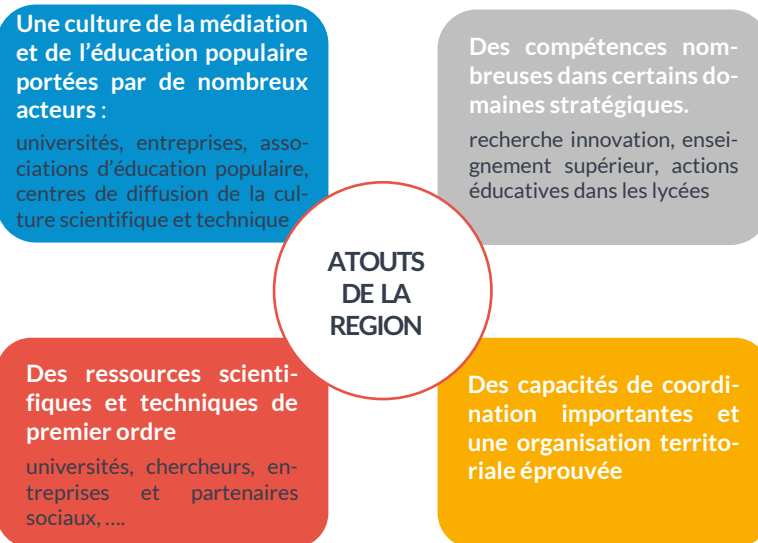 Une culture de la médiation
et de l'éducation populaire
portées par de nombreux
acteurs :
universités, entreprises, asso-
ciations d'éducation populaire,
centres de diffusion de la cul-
ture scientifique et technique
Des compétences nom-
breuses dans certains do-
maines stratégiques.
recherche innovation, ensei-
gnement supérieur, actions
éducatives dans les lycées
ATOUTS
DE LA
REGION
Des ressources scienti-
fiques et techniques de
premier ordre
universités, chercheurs, en-
treprises et partenaires
sociaux, ....
Des capacités de coordi-
nation importantes et
une organisation territo-
riale éprouvée